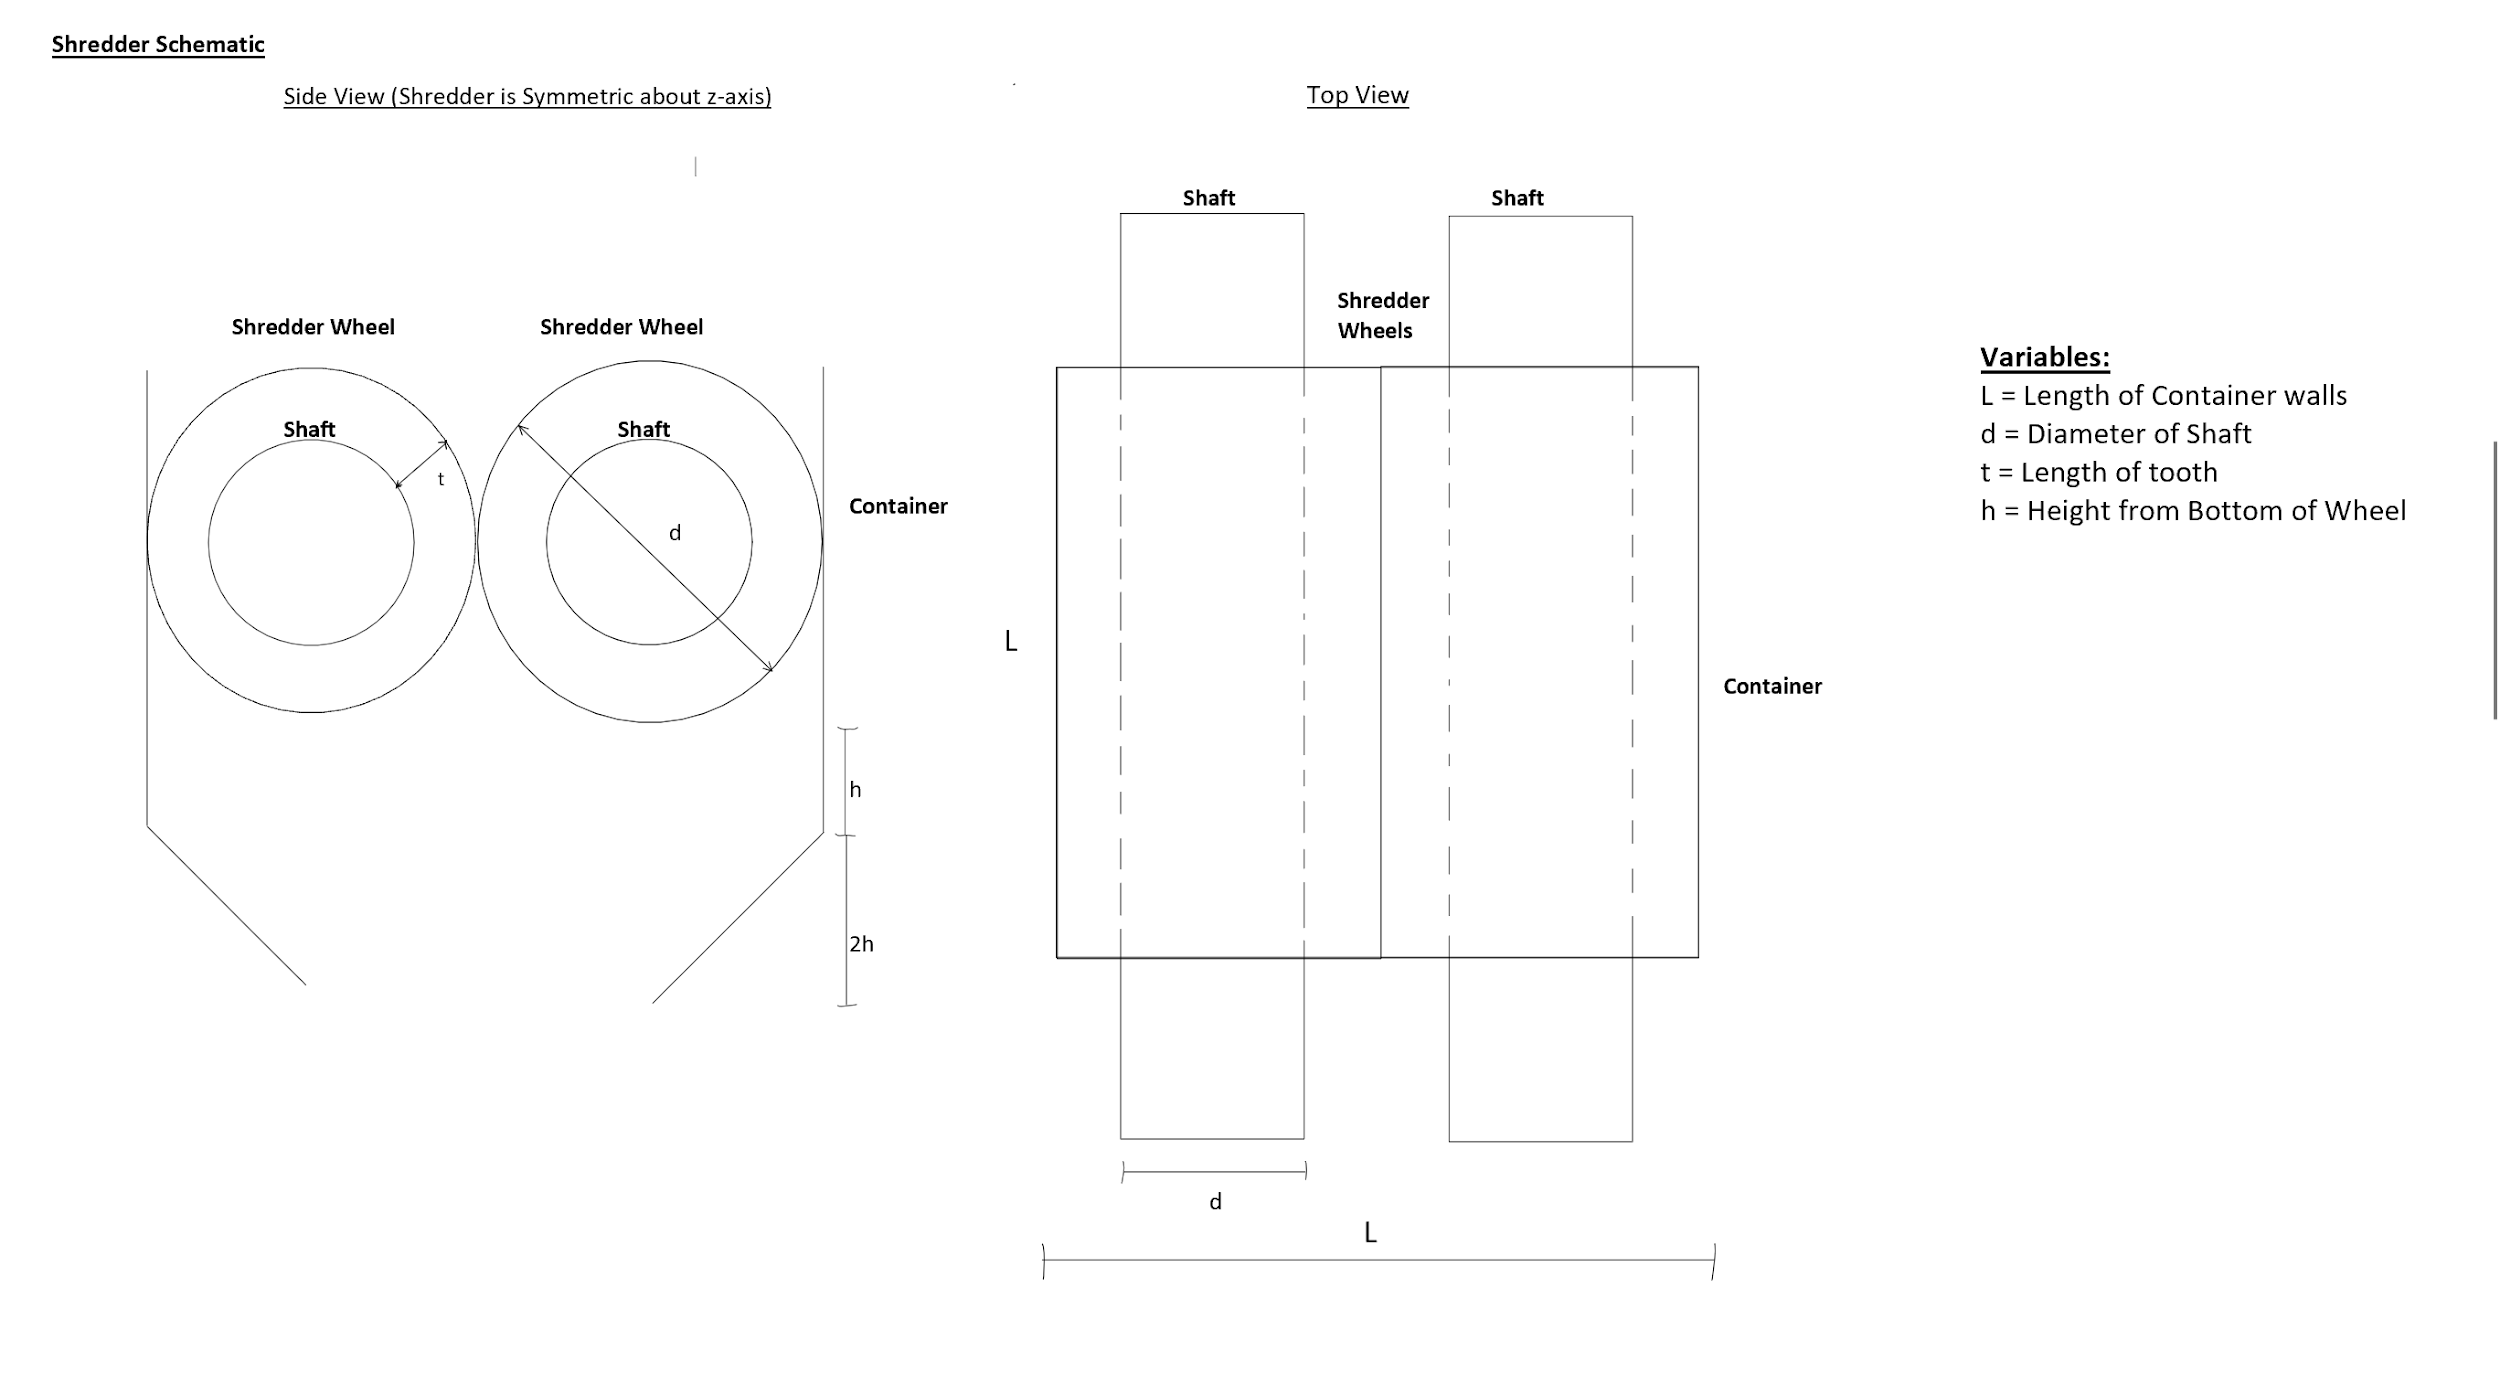 Shredder Schematic
Side View (Shredder is Symmetric about z-axis)
Shredder Wheel
Shredder Wheel
Shaft
Shaft
t
d
Container
h
2h
Top View
Shaft
Shaft
Shredder
Wheels
L
Container
d
L
Variables:
L = Length of Container walls
d = Diameter of Shaft
t = Length of tooth
h = Height from Bottom of Wheel